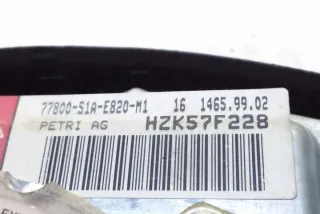 77800-S1A-E820-M1 16 1465.99.02
PETRI AG HZK57F228